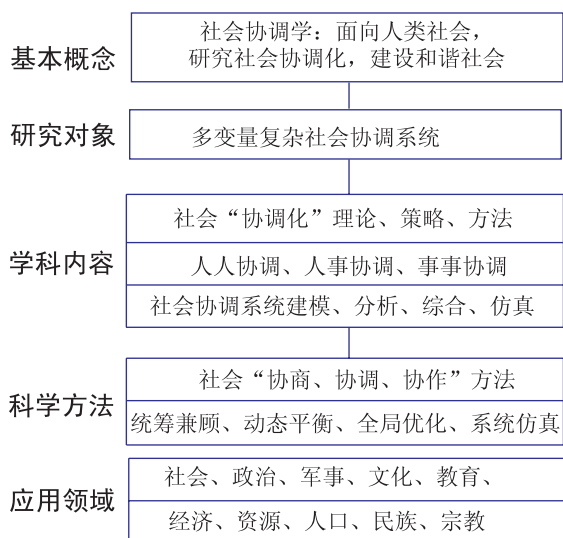 基本概念
社会协调学：面向人类社会，
研究社会协调化，建设和谐社会
研究对象
多变量复杂社会协调系统
学科内容
社会“协调化”理论、策略、方法
人人协调、人事协调、事事协调
社会协调系统建模、分析、综合、仿真
科学方法
社会“协商、协调、协作”方法
统筹兼顾、动态平衡、全局优化、系统仿真
应用领域
社会、政治、军事、文化、教育、
经济、资源、人口、民族、宗教